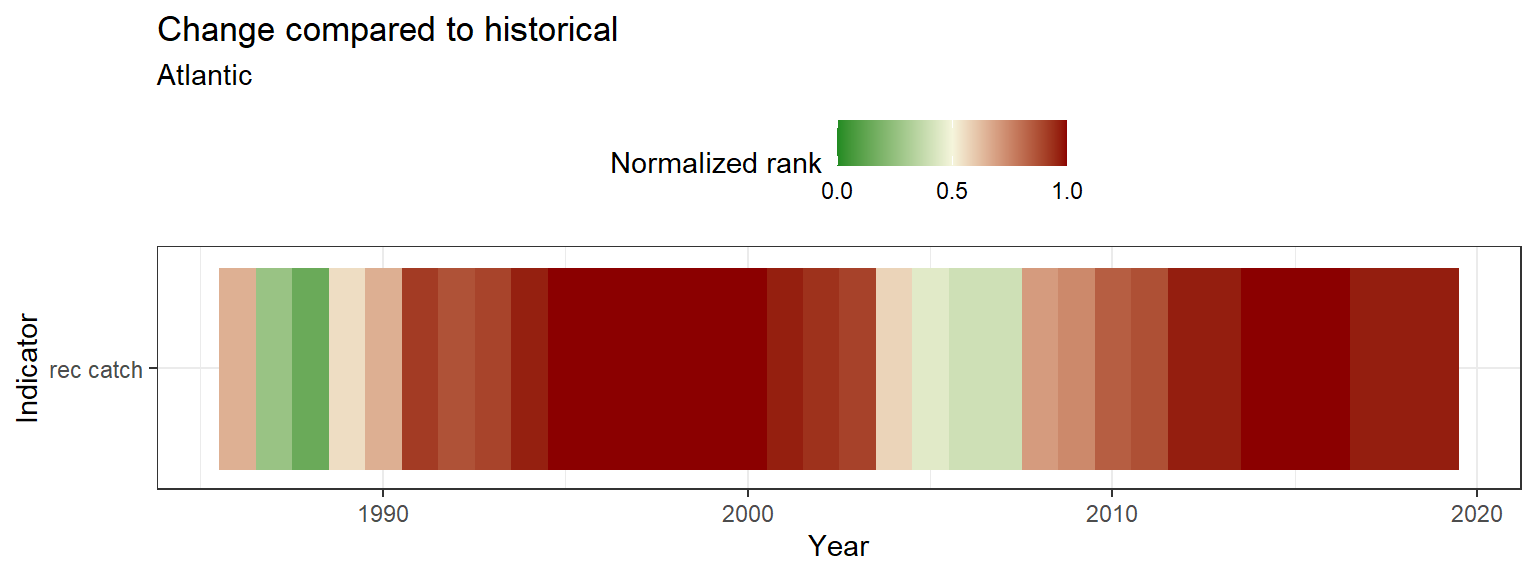 Change compared to historical
Atlantic
Normalized rank
0.0 0.5 1.0
Indicator
rec catch
1990 2000 2010 2020
Year